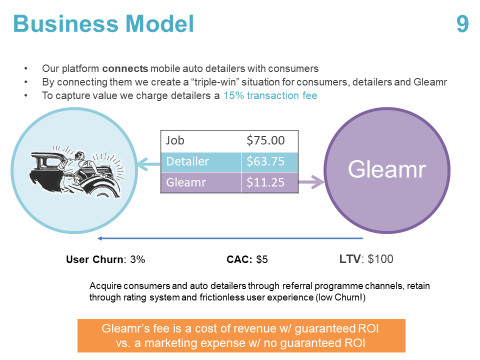 Business Model 9
• Our platform connects mobile auto detailers with consumers
• By connecting them we create a "triple-win" situation for consumers, detailers and Gleamr
• To capture value we charge detailers a 15% transaction fee
Job $75.00
Detailer $63.75
Gleamr $11.25
Gleamr
User Churn: 3% CAC: $5 LTV: $100
Acquire consumers and auto detailers through referral programme channels, retain
through rating system and frictionless user experience (low Churn!)
Gleamr's fee is a cost of revenue w/ guaranteed ROI
vs. a marketing expense w/ no guaranteed ROI